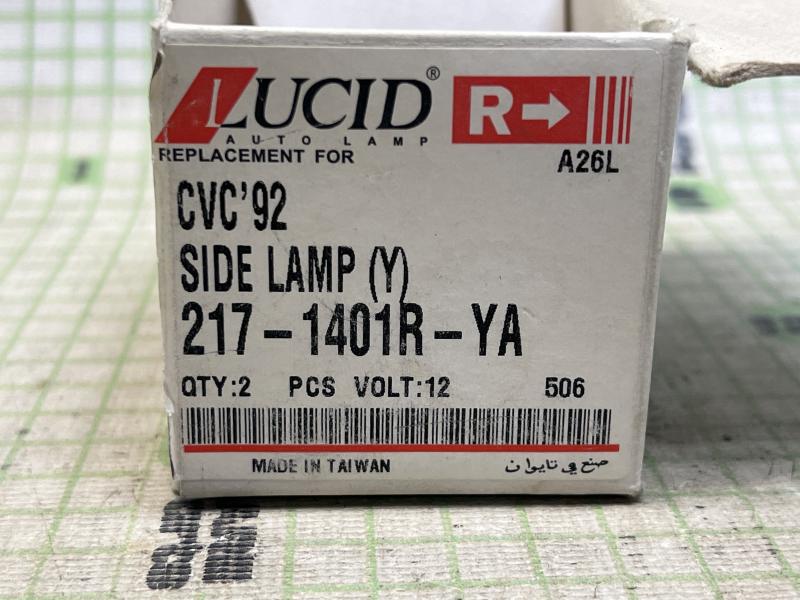 LUCID®
AUTO LAMP
R→
REPLACEMENT FOR
A26L
CVC'92
SIDE LAMP (Y)
217-1401R-YA
QTY:2 PCS VOLT:12 506
MADE IN TAIWAN صنع في تايوان